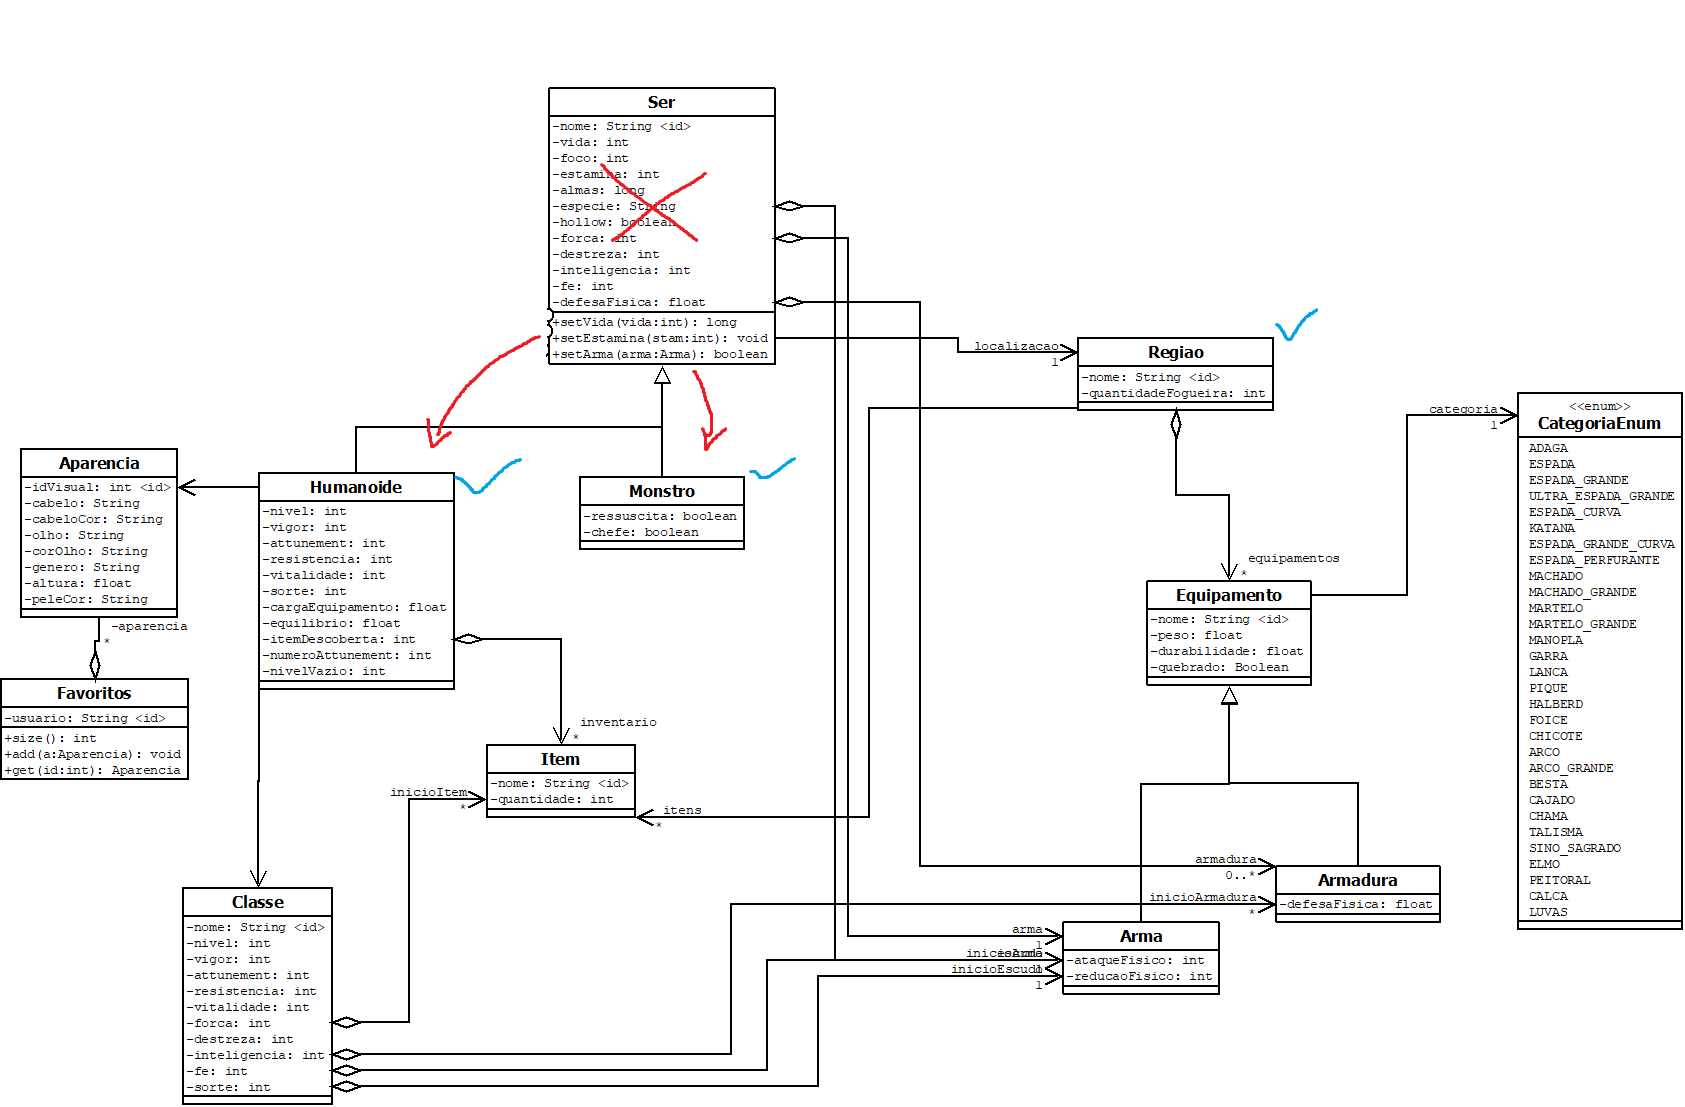 Ser
-nome: String <id>
-vida: int
-foco: int
-estamina: int
-almas: long
-especie: String
-hollow: boolean
-forca: int
-destreza: int
-inteligencia: int
-fe: int
-defesaFisica: float
+setVida(vida:int): long
+setEstamina(stam:int): void
+setArma(arma:Arma): boolean
localizacao
1
Regiao
-nome: String <id>
-quantidadeFogueira: int
categoria
1
<<enum>>
CategoriaEnum
ADAGA
ESPADA
ESPADA_GRANDE
ULTRA_ESPADA_GRANDE
ESPADA_CURVA
KATANA
ESPADA_GRANDE_CURVA
ESPADA_PERFURANTE
MACHADO
MACHADO_GRANDE
MARTELO
MARTELO_GRANDE
MANOPLA
GARRA
LANCA
PIQUE
HALBERD
FOICE
CHICOTE
ARCO
ARCO_GRANDE
BESTA
CAJADO
CHAMA
TALISMA
SINO_SAGRADO
ELMO
PEITORAL
CALCA
LUVAS
Aparencia
-idVisual: int <id>
-cabelo: String
-cabeloCor: String
-olho: String
-corOlho: String
-genero: String
-altura: float
-peleCor: String
-aparencia
*
Favoritos
-usuario: String <id>
+size(): int
+add(a:Aparencia): void
+get(id:int): Aparencia
Humanoide
-nivel: int
-vigor: int
-attunement: int
-resistencia: int
-vitalidade: int
-sorte: int
-cargaEquipamento: float
-equilibrio: float
-itemDescoberta: int
-numeroAttunement: int
-nivelVazio: int
Monstro
-ressuscita: boolean
-chefe: boolean
equipamentos
*
Equipamento
-nome: String <id>
-peso: float
-durabilidade: float
-quebrado: Boolean
inventario
*
Item
-nome: String <id>
-quantidade: int
inicioItem
*
itens
*
Classe
-nome: String <id>
-nivel: int
-vigor: int
-attunement: int
-resistencia: int
-vitalidade: int
-forca: int
-destreza: int
-inteligencia: int
-fe: int
-sorte: int
armadura
0..*
inicioArmadura
*
Armadura
-defesaFisica: float
arma
1
inicioEscudo
1
Arma
-ataqueFisico: int
-reducaoFisico: int